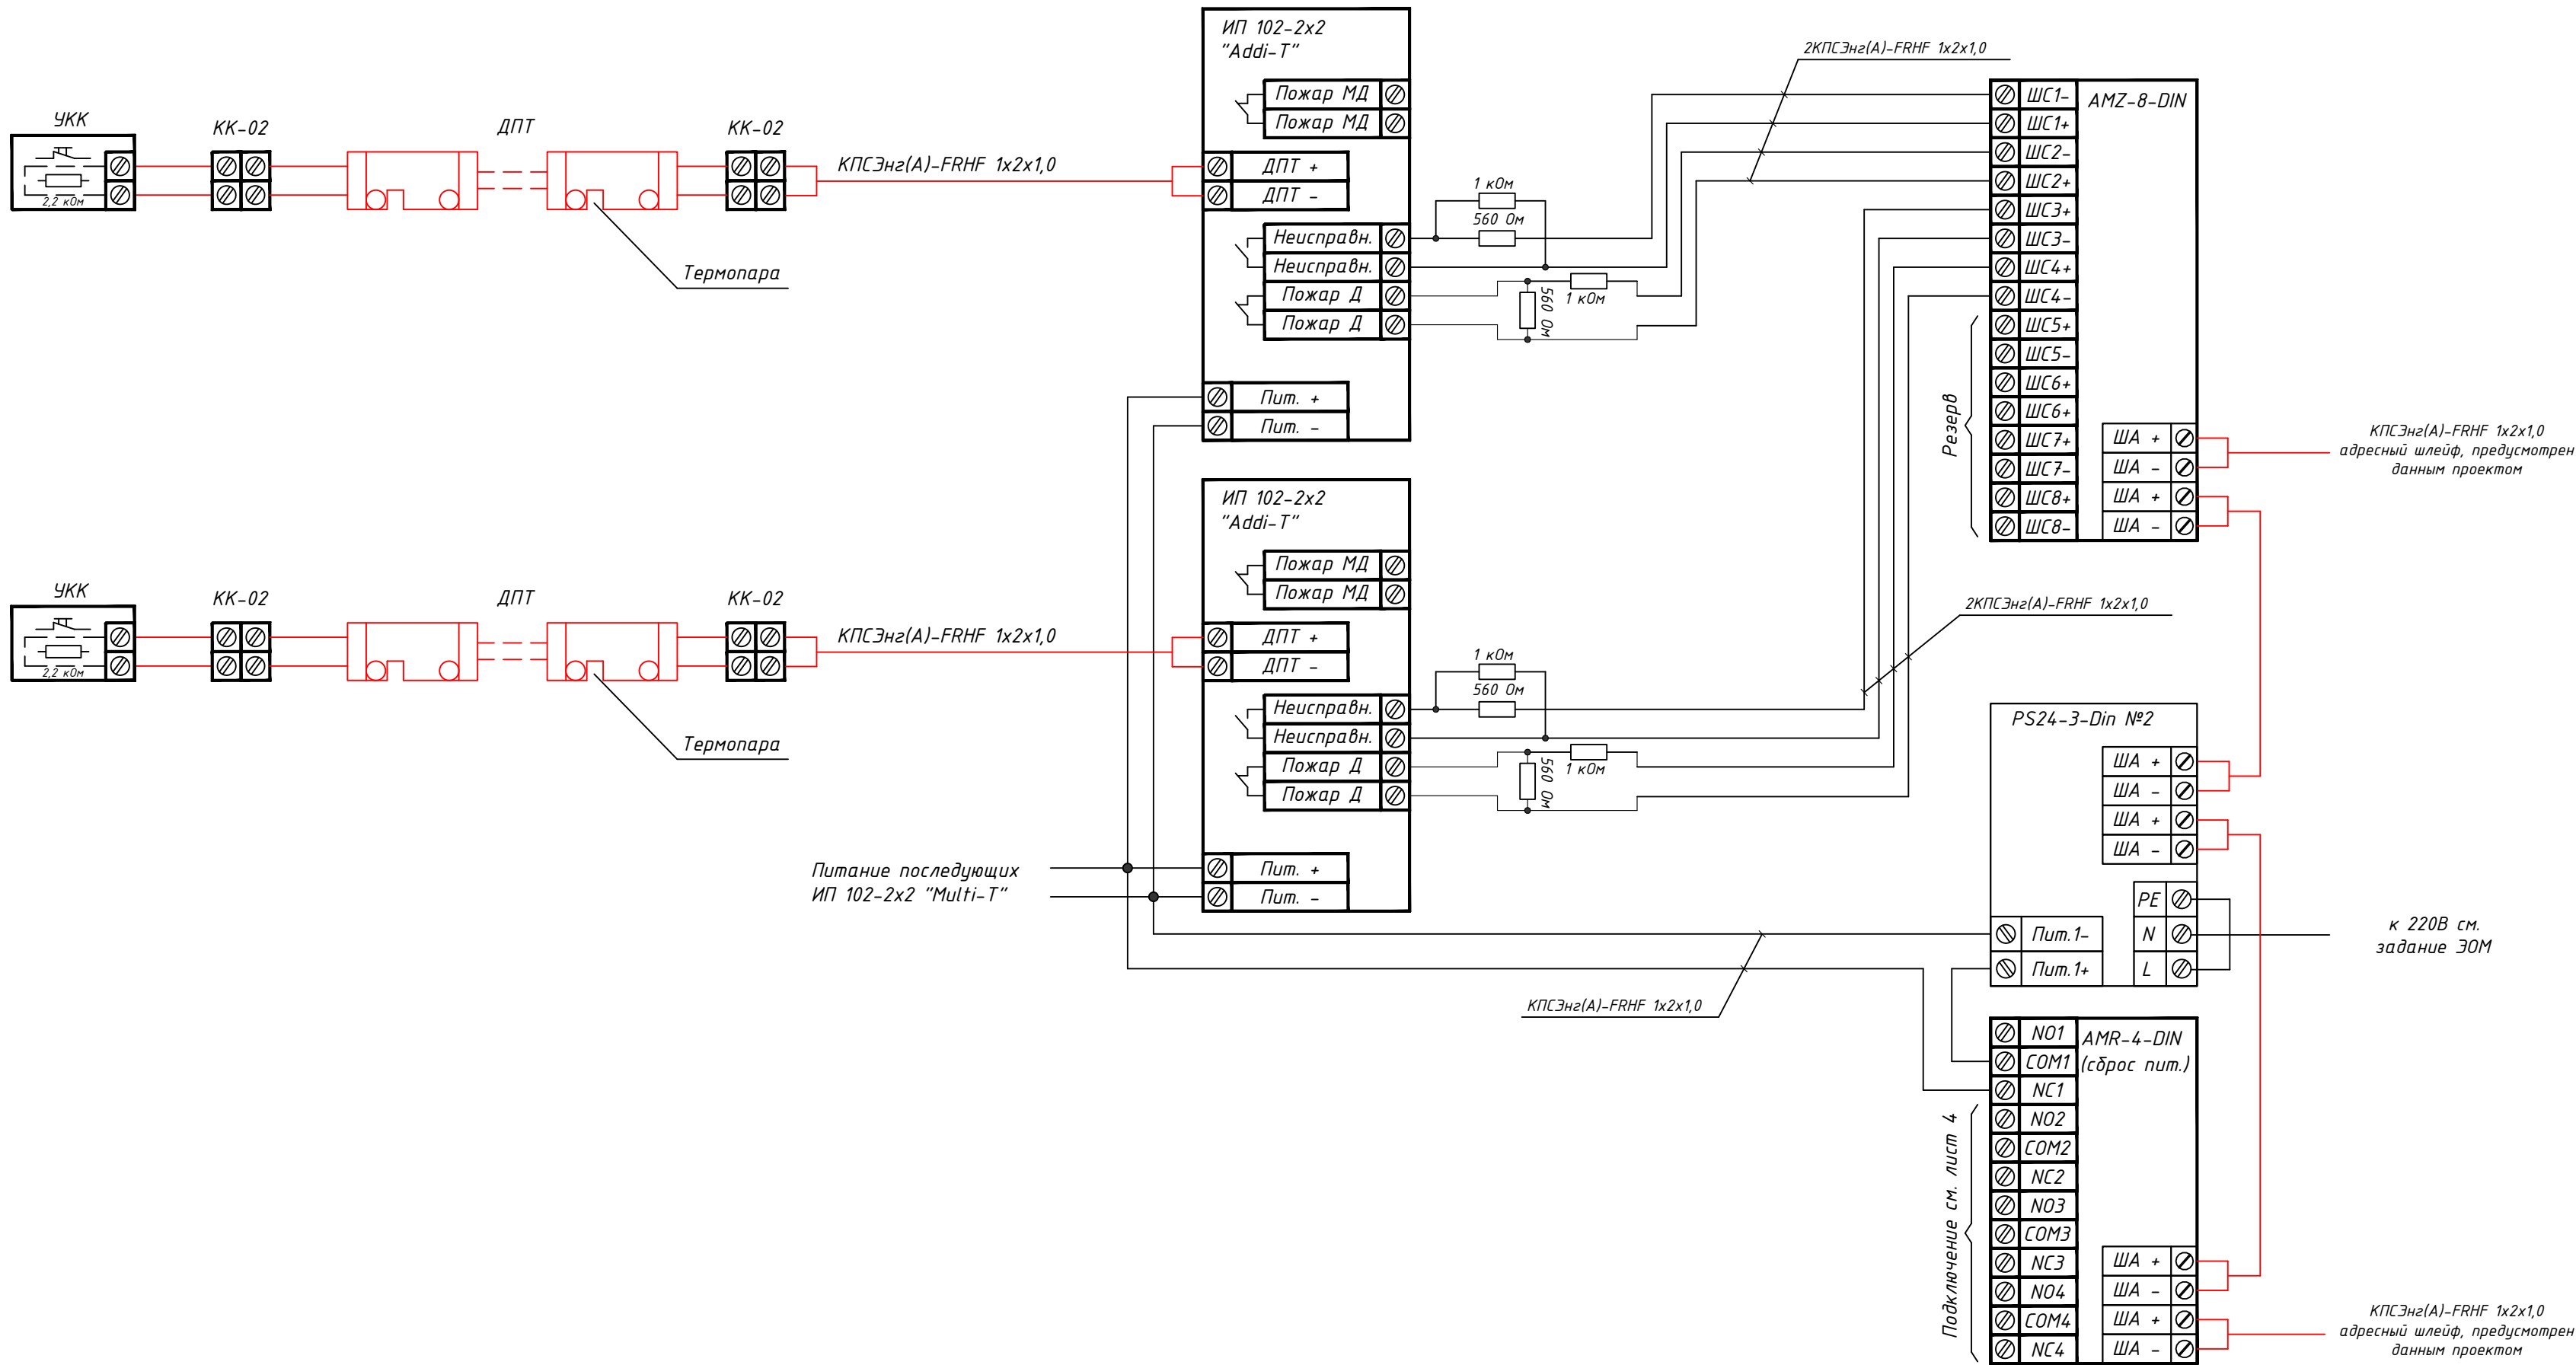 УКК
2,2 кОм
КК-02
ДПТ
КК-02
КПСЭнг(А)-FRHF 1х2х1,0
Термопара
ИП 102-2х2
"Addi-T"
Пожар МД
Пожар МД
ДПТ +
ДПТ -
Неисправн.
Неисправн.
Пожар Д
Пожар Д
Пит. +
Пит. -
1 кОм
560 Ом
1 кОм
560 Ом
2КПСЭнг(А)-FRHF 1х2х1,0
AMZ-8-DIN
ШС1-
ШС1+
ШС2-
ШС2+
ШС3+
ШС3-
ШС4+
ШС4-
ШС5+
ШС5-
ШС6+
ШС6+
ШС7+
ШС7-
ШС8+
ШС8-
Резерв
ША +
ША -
ША +
ША -
КПСЭнг(А)-FRHF 1х2х1,0
адресный шлейф, предусмотрен
данным проектом
УКК
2,2 кОм
КК-02
ДПТ
КК-02
КПСЭнг(А)-FRHF 1х2х1,0
Термопара
ИП 102-2х2
"Addi-T"
Пожар МД
Пожар МД
ДПТ +
ДПТ -
Неисправн.
Неисправн.
Пожар Д
Пожар Д
Пит. +
Пит. -
1 кОм
560 Ом
1 кОм
560 Ом
2КПСЭнг(А)-FRHF 1х2х1,0
Питание последующих
ИП 102-2х2 "Multi-T"
КПСЭнг(А)-FRHF 1х2х1,0
PS24-3-Din №2
ША +
ША -
ША +
ША -
PE
N
L
Пит.1-
Пит.1+
к 220В см.
задание ЭОМ
AMR-4-DIN
(сброс пит.)
NO1
COM1
NC1
NO2
COM2
NC2
NO3
COM3
NC3
NO4
COM4
NC4
Подключение см. лист 4
ША +
ША -
ША +
ША -
КПСЭнг(А)-FRHF 1х2х1,0
адресный шлейф, предусмотрен
данным проектом